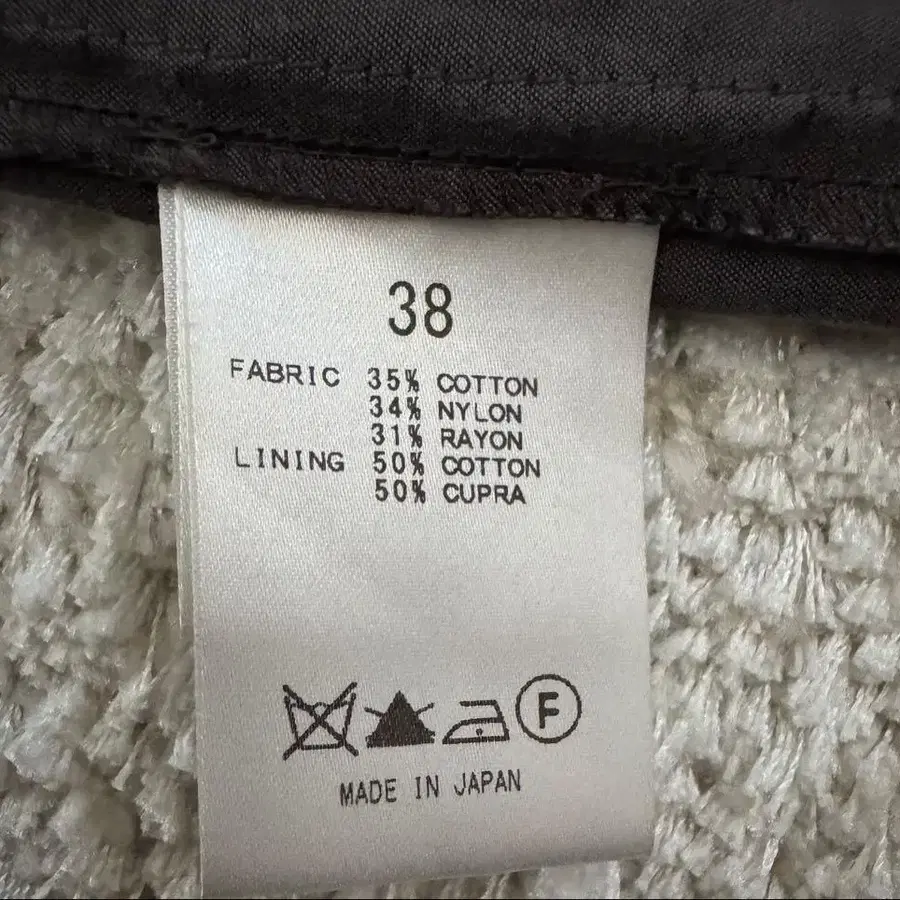 38
FABRIC 35% COTTON
34% NYLON
31% RAYON
LINING 50% COTTON
50% CUPRA
F
MADE IN JAPAN